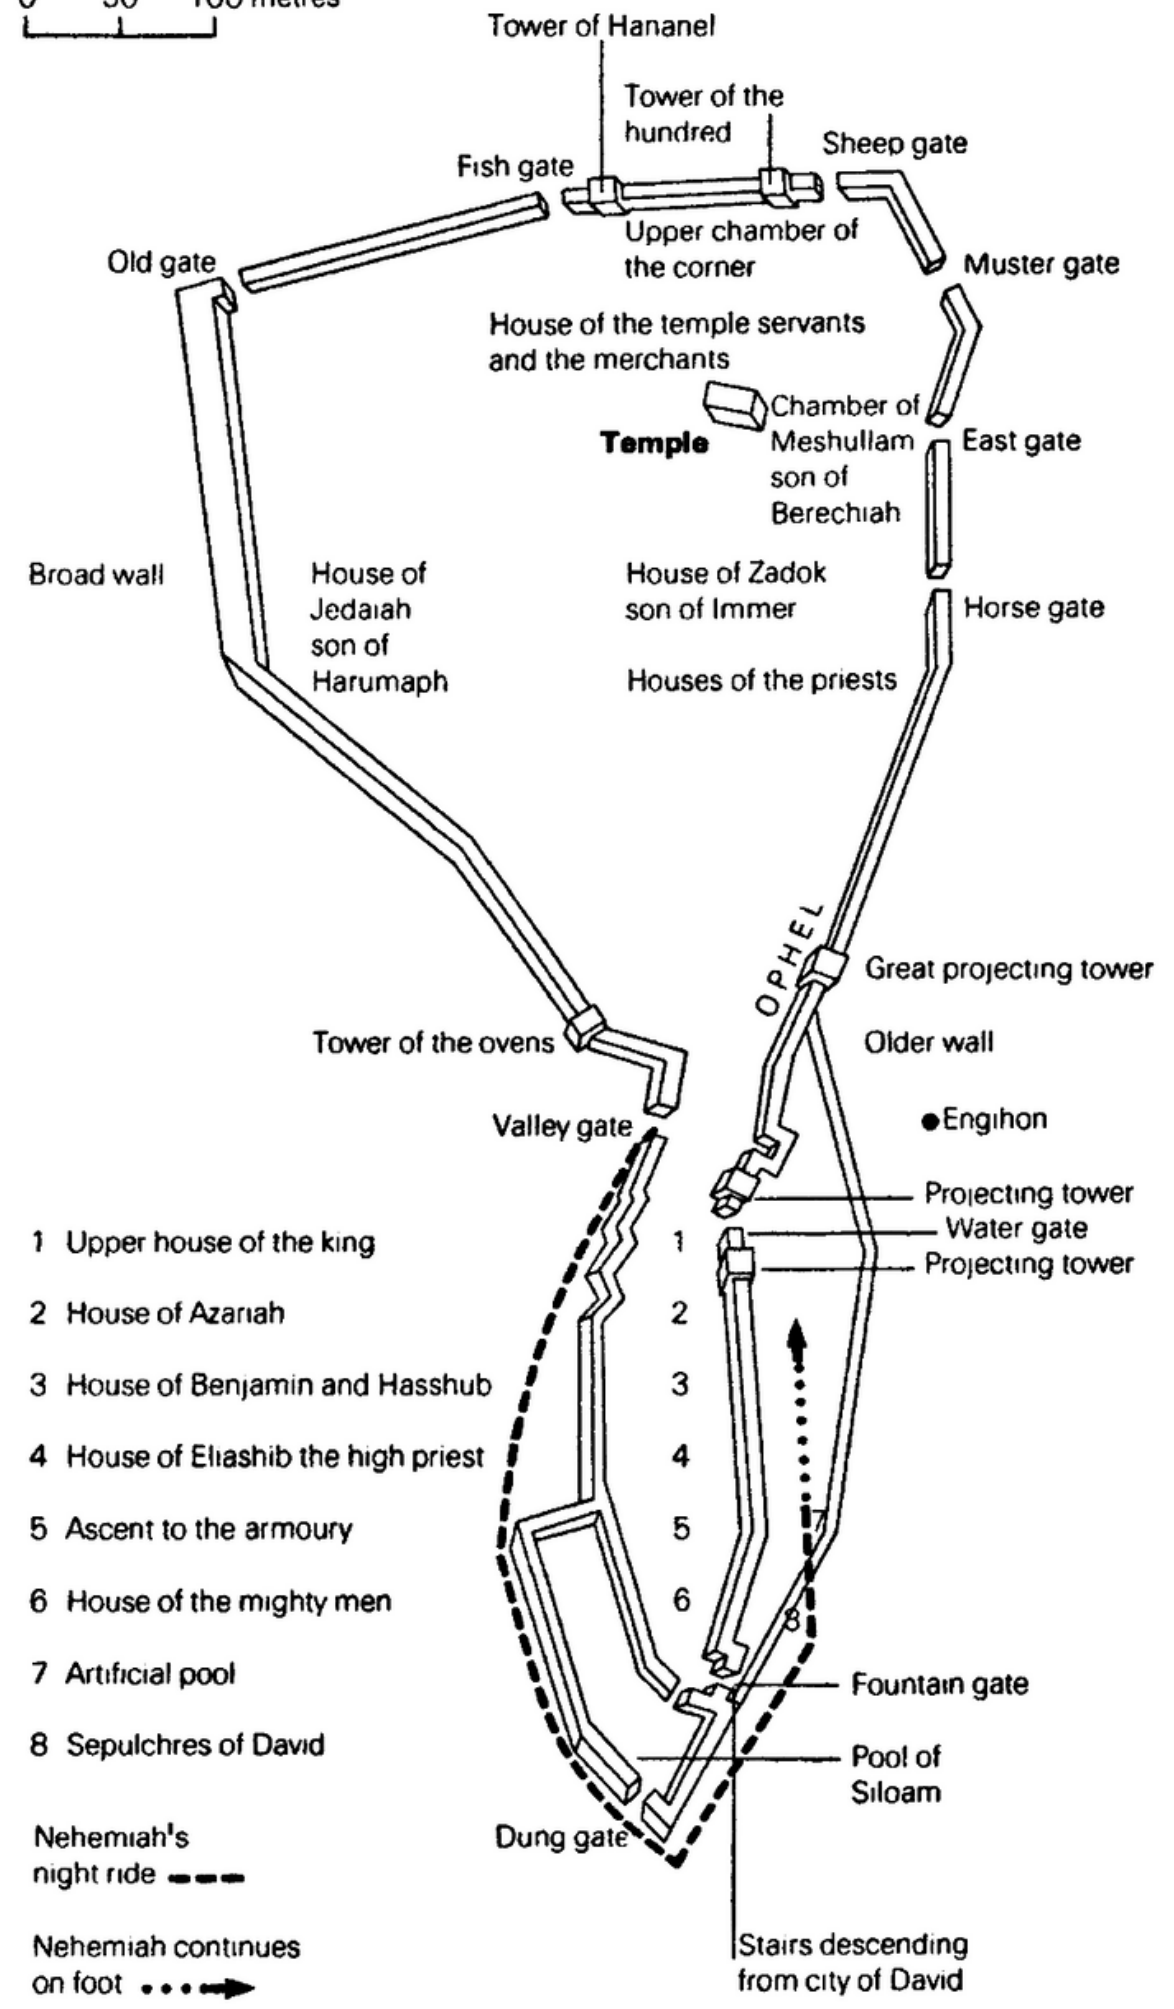 0 50 100 metres
Tower of Hananel
Tower of the
hundred
Sheep gate
Fish gate
Upper chamber of
the corner
Old gate
Muster gate
House of the temple servants
and the merchants
Chamber of
Meshullam
son of
Berechiah
Temple
East gate
Broad wall
House of
Jedaiah
son of
Harumaph
House of Zadok
son of Immer
Horse gate
Houses of the priests
OPHEL
Great projecting tower
Tower of the ovens
Older wall
Engihon
Valley gate
Projecting tower
Water gate
Projecting tower
1 Upper house of the king
2 House of Azariah
3 House of Benjamin and Hasshub
4 House of Eliashib the high priest
5 Ascent to the armoury
6 House of the mighty men
7 Artificial pool
8 Sepulchres of David
1
2
3
4
5
6
7
8
Fountain gate
Pool of
Siloam
Dung gate
Nehemiah's
night ride
Nehemiah continues
on foot
Stairs descending
from city of David